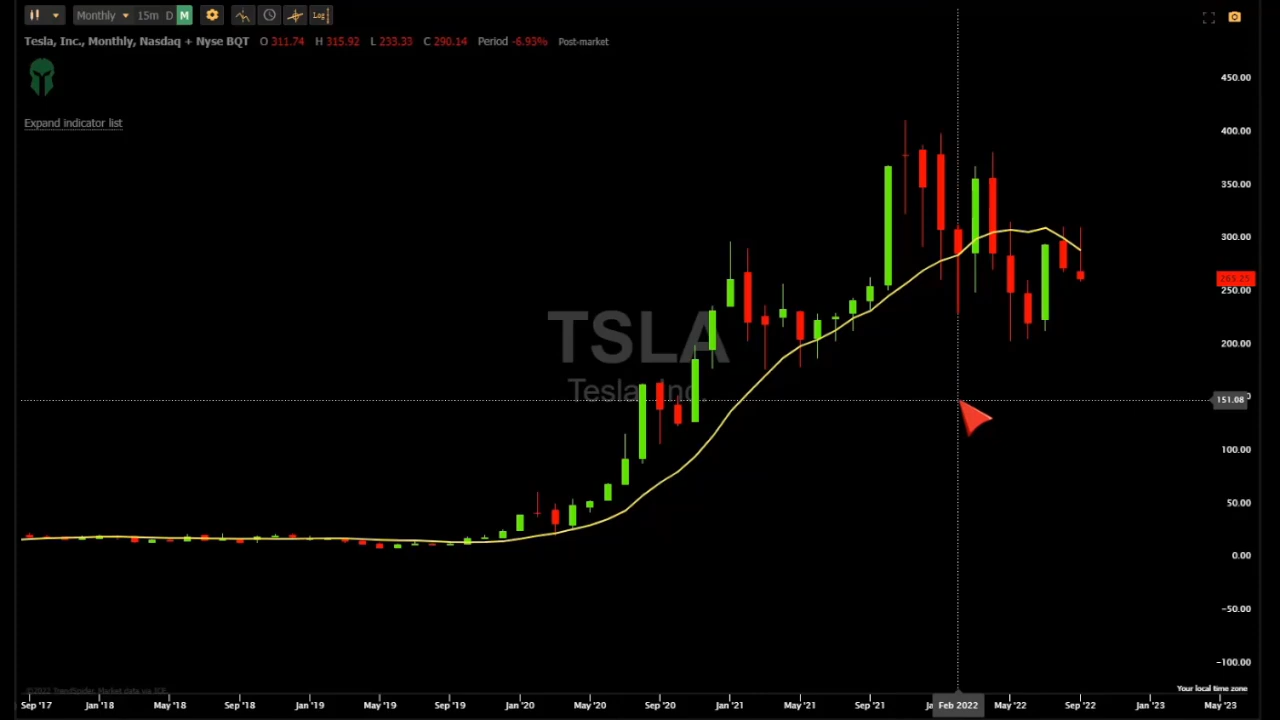 Monthly 15m D M Log
Tesla, Inc., Monthly, Nasdaq + Nyse BQT O 311.74 H 315.92 L 233.33 C 290.14 Period -6.93% Post-market
Expand indicator list
450.00
400.00
350.00
300.00
250.00
200.00
151.08
100.00
50.00
0.00
−50.00
−100.00
TSLA
Tesla Inc.
Your local time zone
Sep '17 Jan '18 May '18 Sep '18 Jan '19 May '19 Sep '19 Jan '20 May '20 Sep '20 Jan '21 May '21 Sep '21 Feb 2022 May '22 Sep '22 Jan '23 May '23